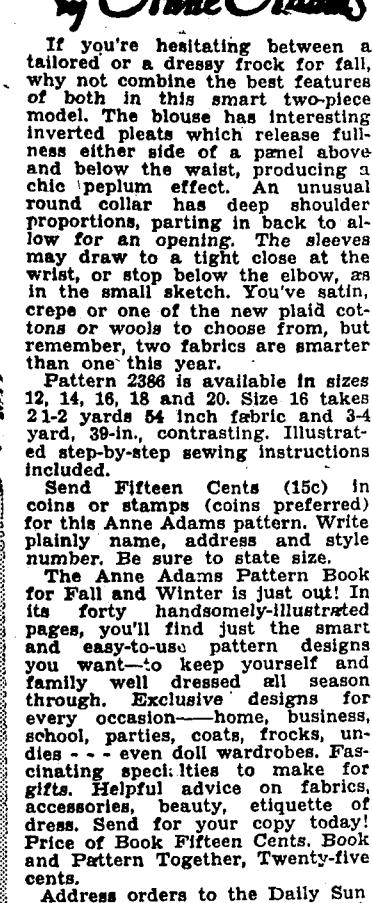 by Anne Adams
If you're hesitating between a
tailored or a dressy frock for fall,
why not combine the best features
of both in this smart two-piece
model. The blouse has interesting
inverted pleats which release full-
ness either side of a panel above
and below the waist, producing a
chic peplum effect. An unusual
round collar has deep shoulder
proportions, parting in back to al-
low for an opening. The sleeves
may draw to a tight close at the
wrist, or stop below the elbow, as
in the small sketch. You've satin,
crepe or one of the new plaid cot-
tons or wools to choose from, but
remember, two fabrics are smarter
than one this year.
Pattern 2386 is available in sizes
12, 14, 16, 18 and 20. Size 16 takes
2 1-2 yards 54 inch fabric and 3-4
yard, 39-in., contrasting. Illustrat-
ed step-by-step sewing instructions
included.
Send Fifteen Cents (15c) in
coins or stamps (coins preferred)
for this Anne Adams pattern. Write
plainly name, address and style
number. Be sure to state size.
The Anne Adams Pattern Book
for Fall and Winter is just out! In
its forty handsomely-illustrated
pages, you'll find just the smart
and easy-to-use pattern designs
you want—to keep yourself and
family well dressed all season
through. Exclusive designs for
every occasion——home, business,
school, parties, coats, frocks, un-
dies - - - even doll wardrobes. Fas-
cinating specialties to make for
gifts. Helpful advice on fabrics,
accessories, beauty, etiquette of
dress. Send for your copy today!
Price of Book Fifteen Cents. Book
and Pattern Together, Twenty-five
cents.
Address orders to the Daily Sun